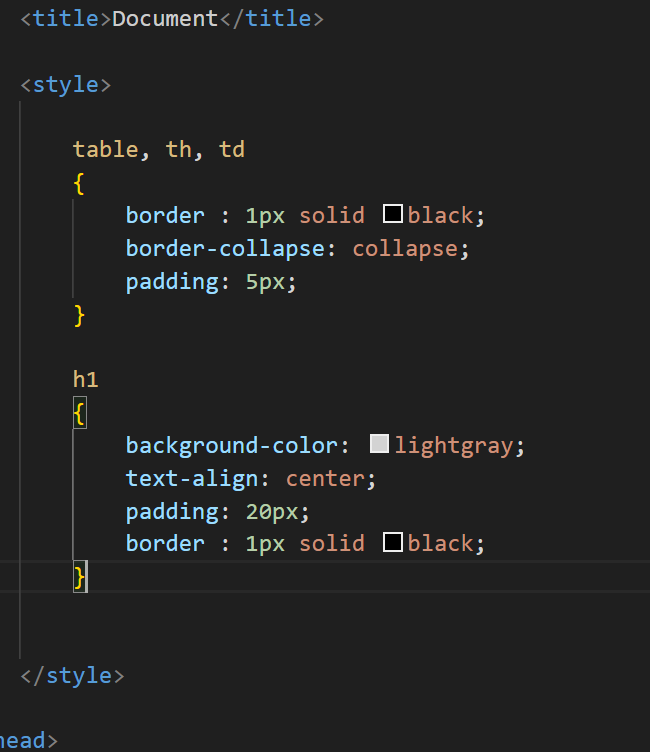 <title>Document</title>
<style>
table, th, td
{
border : 1px solid black;
border-collapse: collapse;
padding: 5px;
}
h1
{
background-color: lightgray;
text-align: center;
padding: 20px;
border : 1px solid black;
}
</style>
head>